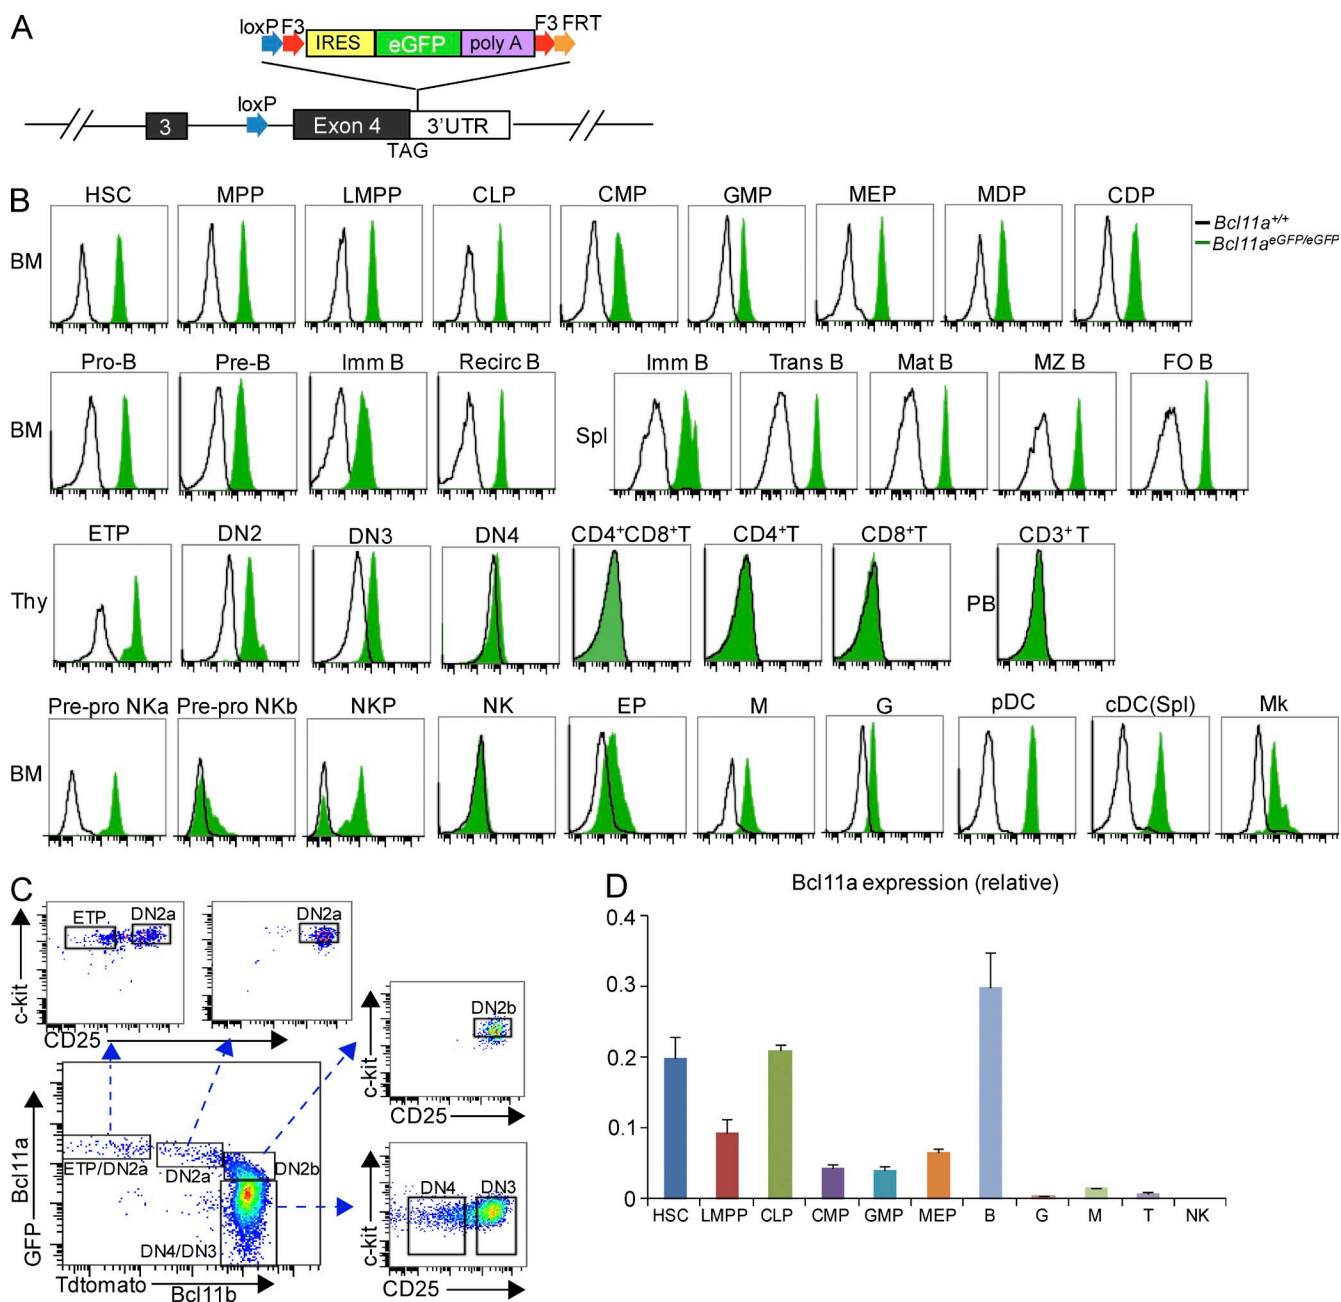 A
loxP F3 F3 FRT
IRES eGFP poly A
loxP
3 Exon 4 3'UTR
TAG
B
HSC MPP LMPP CLP CMP GMP MEP MDP CDP
BM
Bcl11a+/+
Bcl11aeGFP/eGFP
Pro-B Pre-B Imm B Recirc B Imm B Trans B Mat B MZ B FO B
BM Spl
ETP DN2 DN3 DN4 CD4+CD8+T CD4+T CD8+T CD3+ T
Thy PB
Pre-pro NKa Pre-pro NKb NKP NK EP M G pDC cDC(Spl) Mk
BM
C
c-kit
ETP DN2a
DN2a
CD25
c-kit
DN2b
CD25
GFP Bcl11a
ETP/DN2a DN2a DN2b
DN4/DN3
Tdtomato Bcl11b
c-kit
DN4 DN3
CD25
D
Bcl11a expression (relative)
0.4
0.3
0.2
0.1
0
HSC LMPP CLP CMP GMP MEP B G M T NK